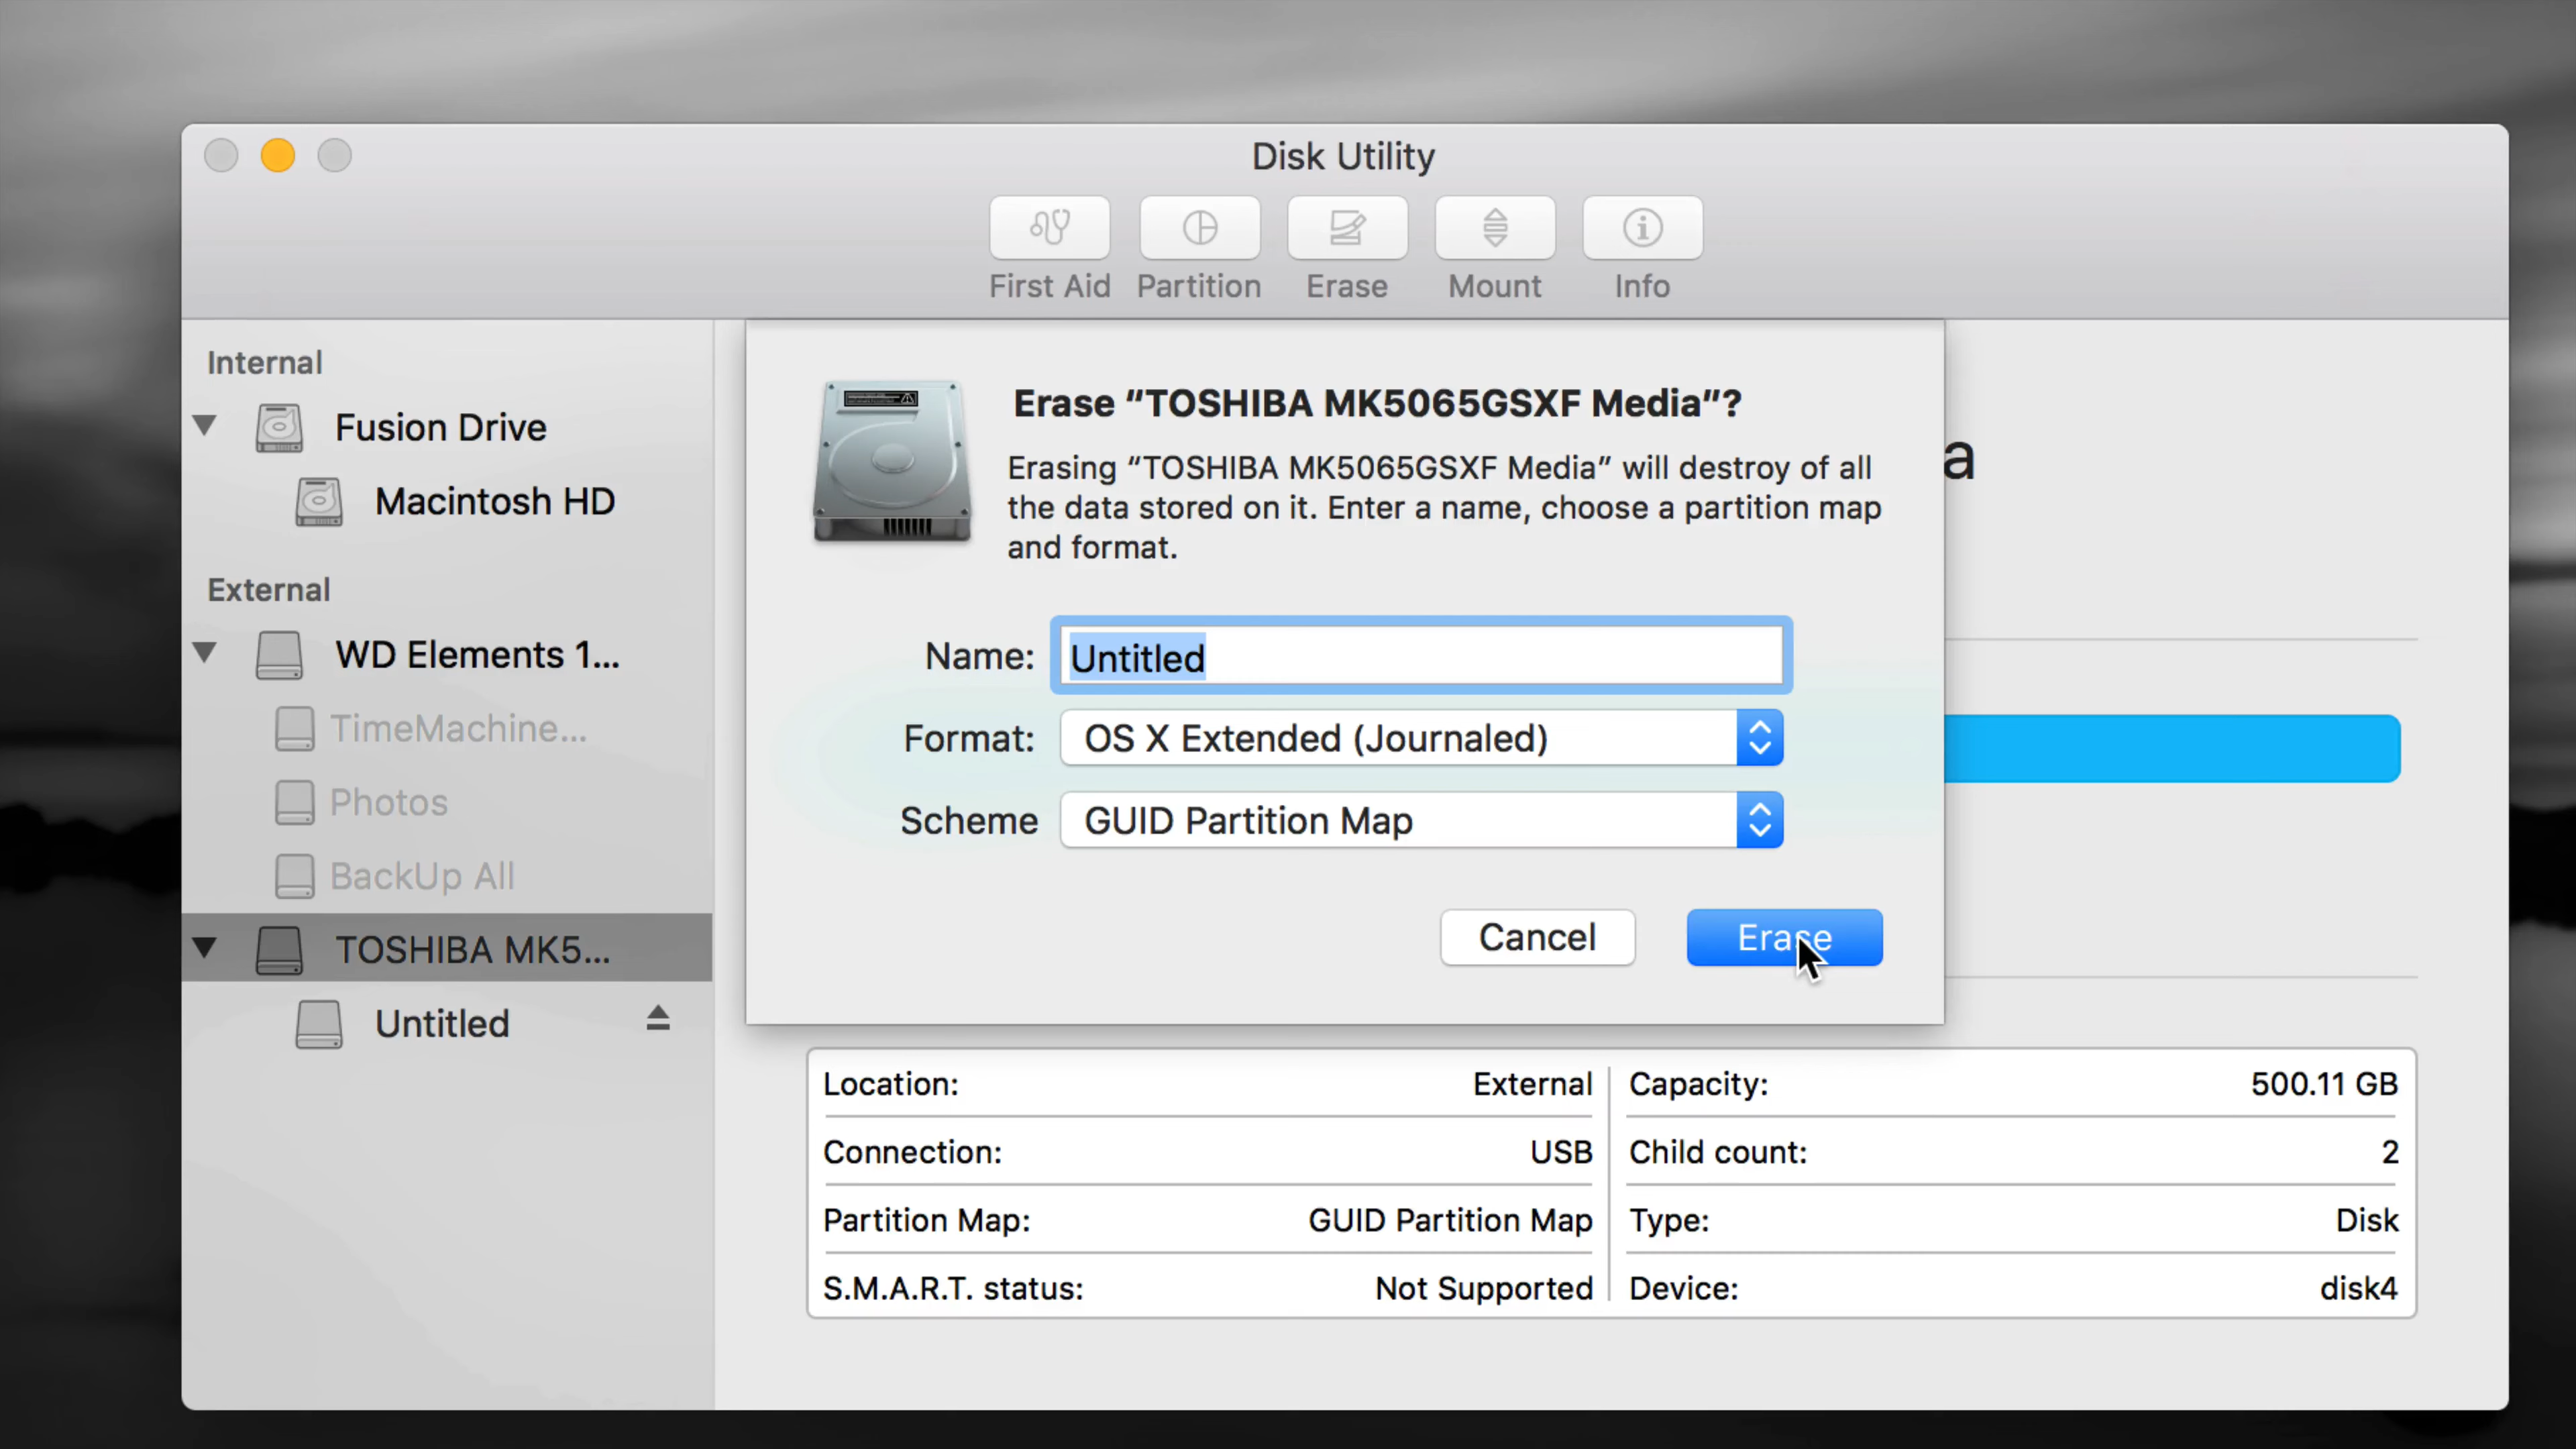 Disk Utility
First Aid
Partition
Erase
Mount
Info
Internal
Fusion Drive
Macintosh HD
External
WD Elements 1...
TimeMachine...
Photos
BackUp All
TOSHIBA MK5...
Untitled
Erase “TOSHIBA MK5065GSXF Media”?
Erasing “TOSHIBA MK5065GSXF Media” will destroy of all
the data stored on it. Enter a name, choose a partition map
and format.
a
Name: Untitled
Format: OS X Extended (Journaled)
Scheme GUID Partition Map
Cancel
Erase
Location: External
Capacity: 500.11 GB
Connection: USB
Child count: 2
Partition Map: GUID Partition Map
Type: Disk
S.M.A.R.T. status: Not Supported
Device: disk4